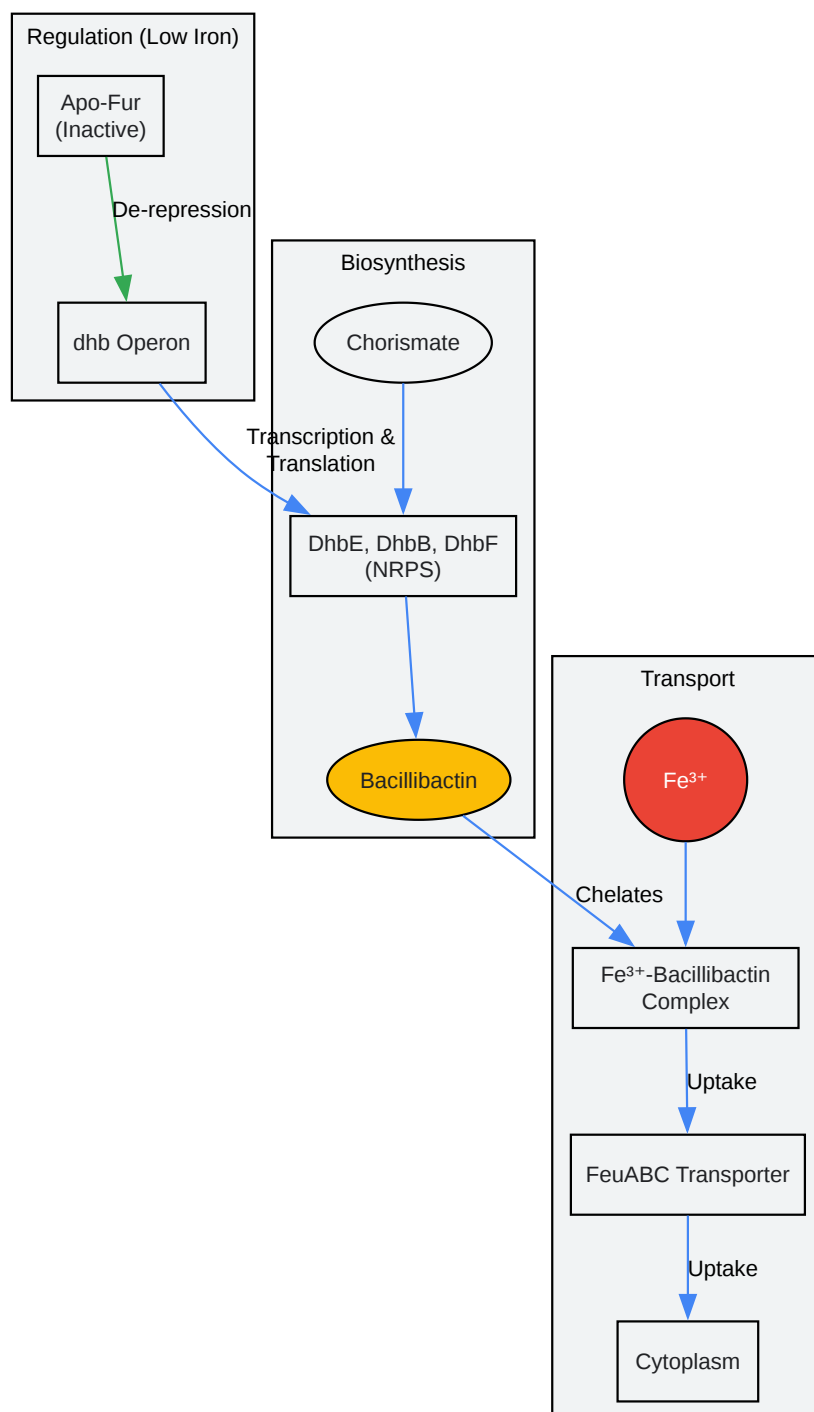 Regulation (Low Iron)
Apo-Fur
(Inactive)
De-repression
dhb Operon
Biosynthesis
Chorismate
Transcription &
Translation
DhbE, DhbB, DhbF
(NRPS)
Bacillibactin
Transport
Fe³⁺
Chelates
Fe³⁺-Bacillibactin
Complex
Uptake
FeuABC Transporter
Uptake
Cytoplasm